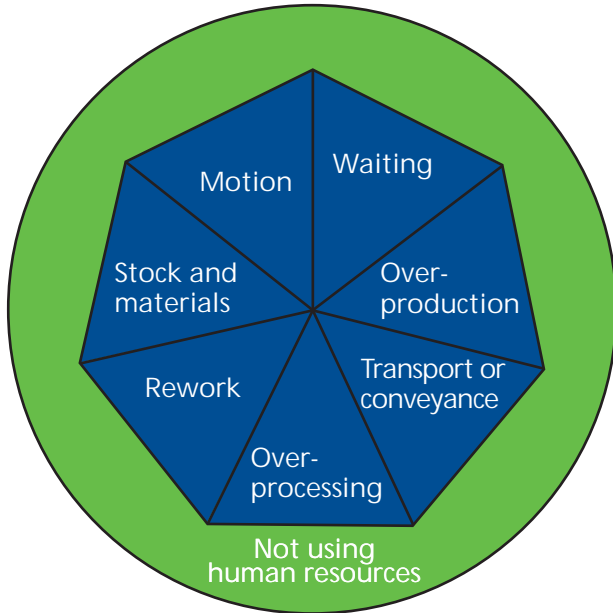 Motion
Waiting
Stock and
materials
Over-
production
Rework
Transport or
conveyance
Over-
processing
Not using
human resources